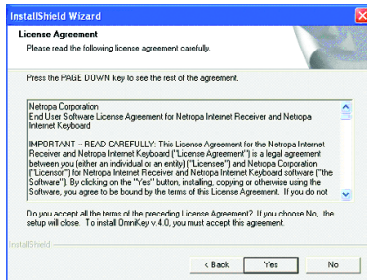 InstallShield Wizard
License Agreement
Please read the following license agreement carefully.
Press the PAGE DOWN key to see the rest of the agreement.
Netropa Corporation
End User Software License Agreement for Netropa Internet Receiver and Netropa
Internet Keyboard
IMPORTANT - READ CAREFULLY: This License Agreement for the Netropa Internet
Receiver and Netropa Internet Keyboard ("License Agreement") is a legal agreement
between you (either an individual or an entity) ("Licensee") and Netropa Corporation
("Licensor") for Netropa Internet Receiver and Netropa Internet Keyboard software ("the
Software"). By clicking on the "Yes" button, installing, copying or otherwise using the
Software, you agree to be bound by the terms of this License Agreement. If you do not
Do you accept all the terms of the preceding License Agreement? If you choose No, the
setup will close. To install OmniKey v.4.0, you must accept this agreement.
InstallShield
< Back
Yes
No